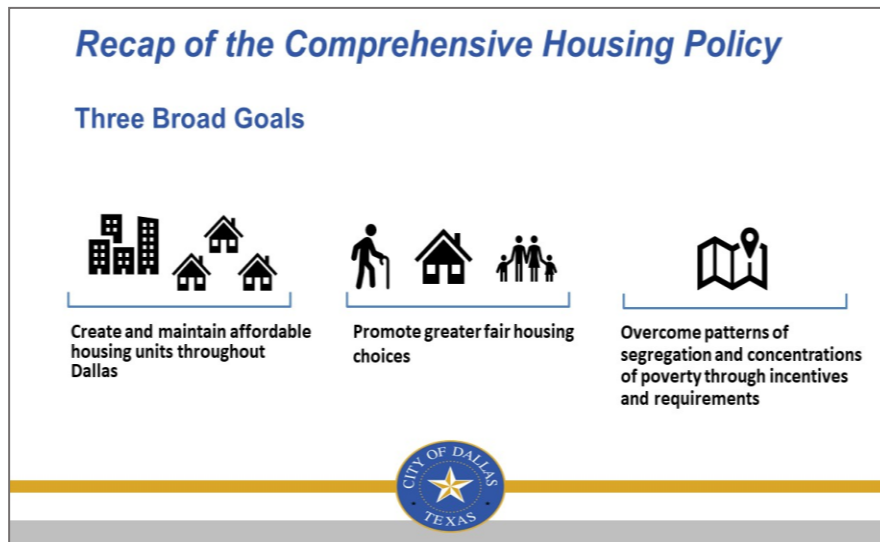 Recap of the Comprehensive Housing Policy
Three Broad Goals
Create and maintain affordable
housing units throughout
Dallas
Promote greater fair housing
choices
Overcome patterns of
segregation and concentrations
of poverty through incentives
and requirements
CITY OF DALLAS
TEXAS